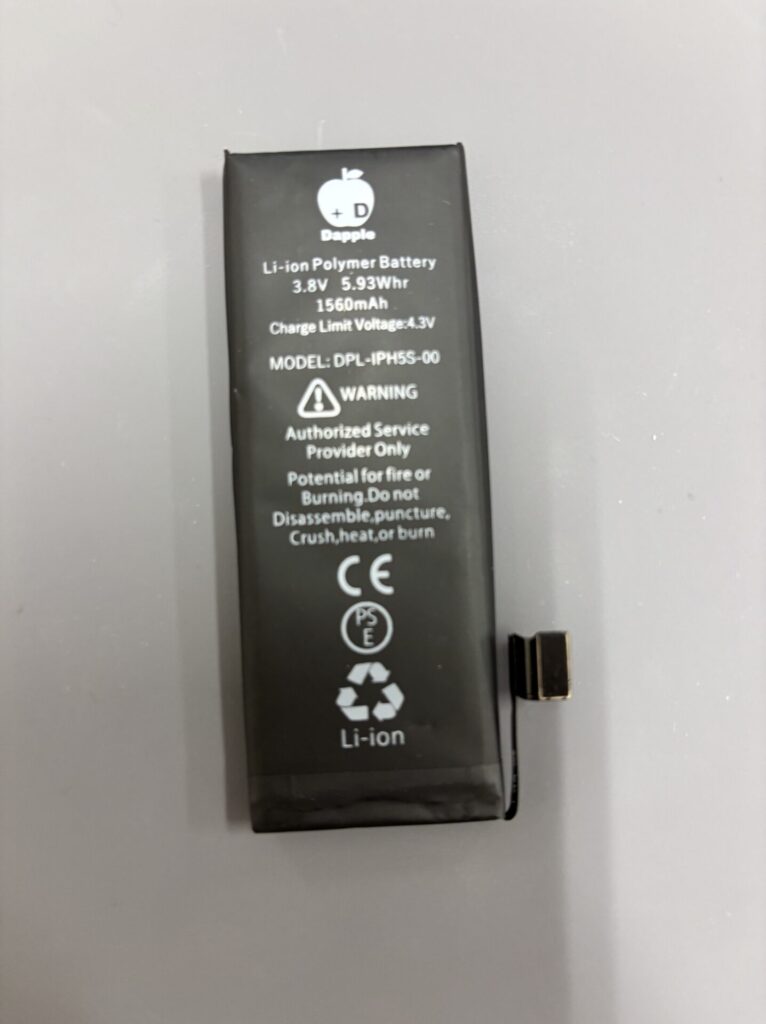 + D
Dapple
Li-ion Polymer Battery
3.8V 5.93Whr
1560mAh
Charge Limit Voltage:4.3V
MODEL: DPL-IPH5S-00
WARNING
Authorized Service
Provider Only
Potential for fire or
Burning.Do not
Disassemble,puncture,
Crush,heat,or burn
CE
PS
E
Li-ion